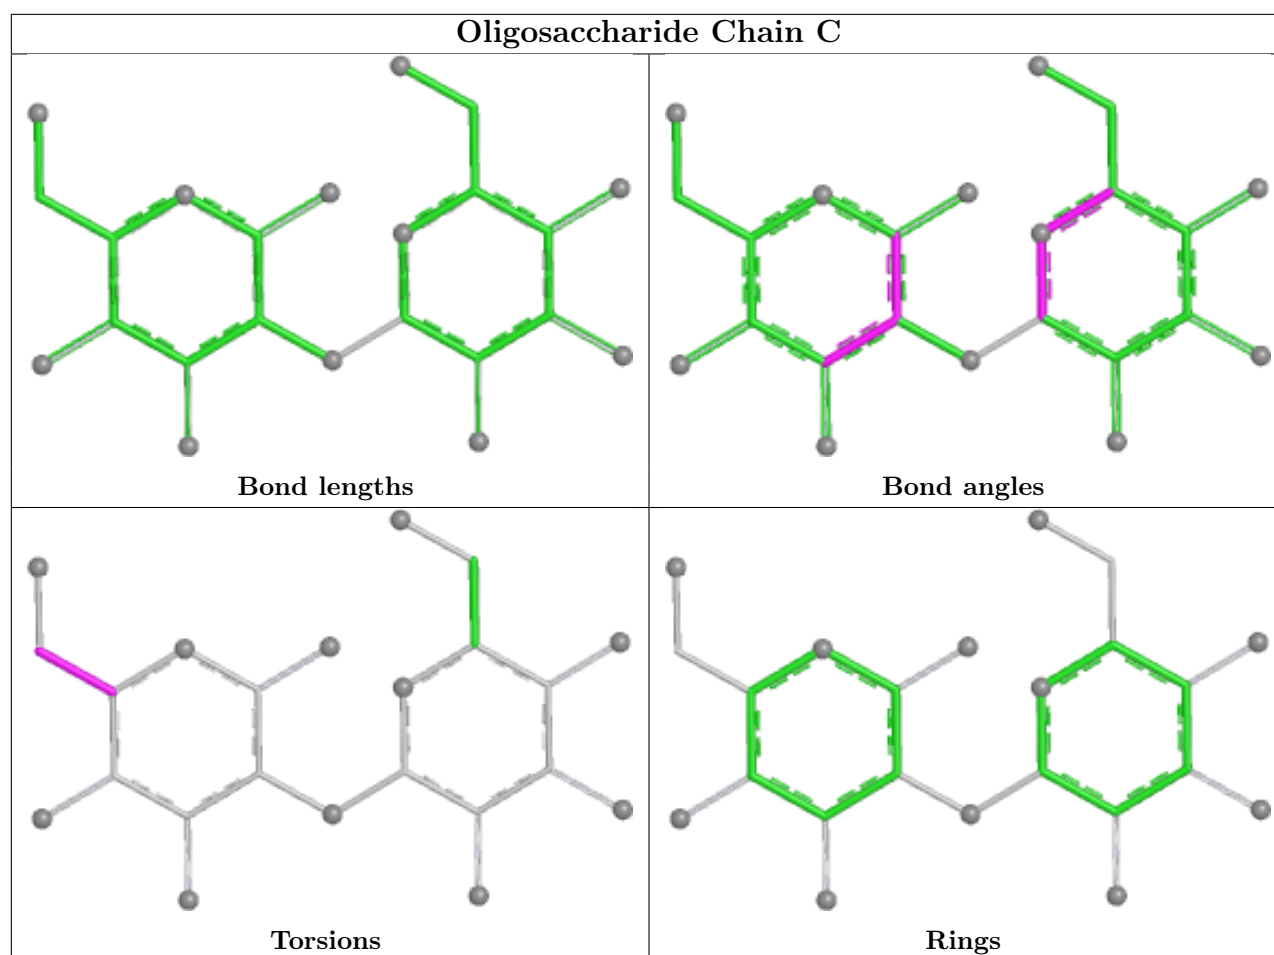 Oligosaccharide Chain C
Bond lengths
Bond angles
Torsions
Rings